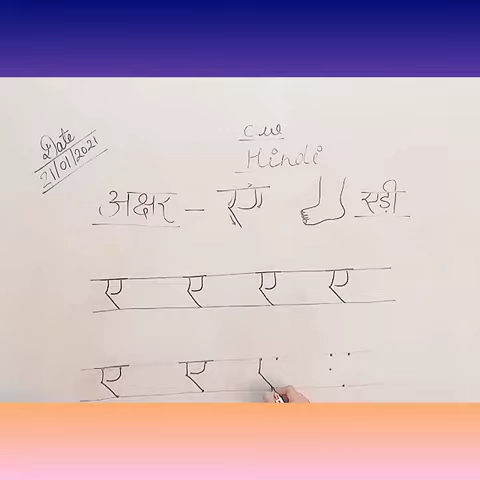 Date
21/01/2021
C.W
Hindi
अक्षर – ए एड़ी
ए ए ए ए
ए ए